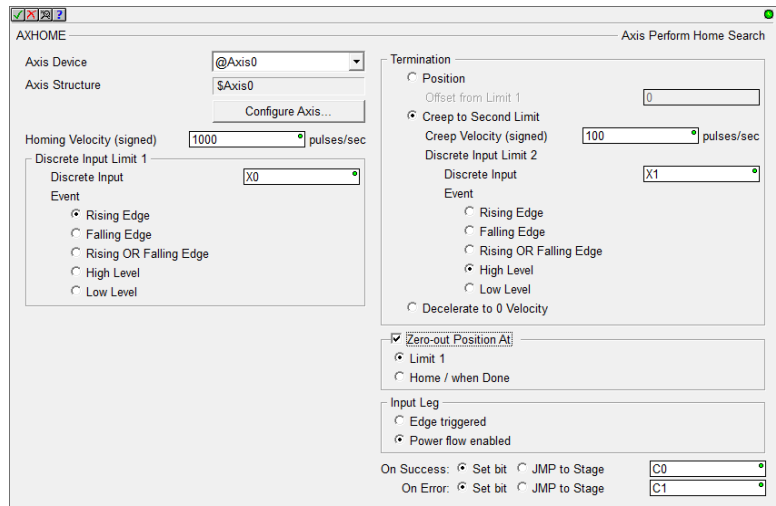 AXHOME
Axis Perform Home Search
Axis Device
@Axis0
Axis Structure
$Axis0
Configure Axis...
Homing Velocity (signed)
1000
pulses/sec
Discrete Input Limit 1
Discrete Input
X0
Event
Rising Edge
Falling Edge
Rising OR Falling Edge
High Level
Low Level
Termination
Position
Offset from Limit 1
0
Creep to Second Limit
Creep Velocity (signed)
100
pulses/sec
Discrete Input Limit 2
Discrete Input
X1
Event
Rising Edge
Falling Edge
Rising OR Falling Edge
High Level
Low Level
Decelerate to 0 Velocity
Zero-out Position At
Limit 1
Home / when Done
Input Leg
Edge triggered
Power flow enabled
On Success: Set bit JMP to Stage C0
On Error: Set bit JMP to Stage C1